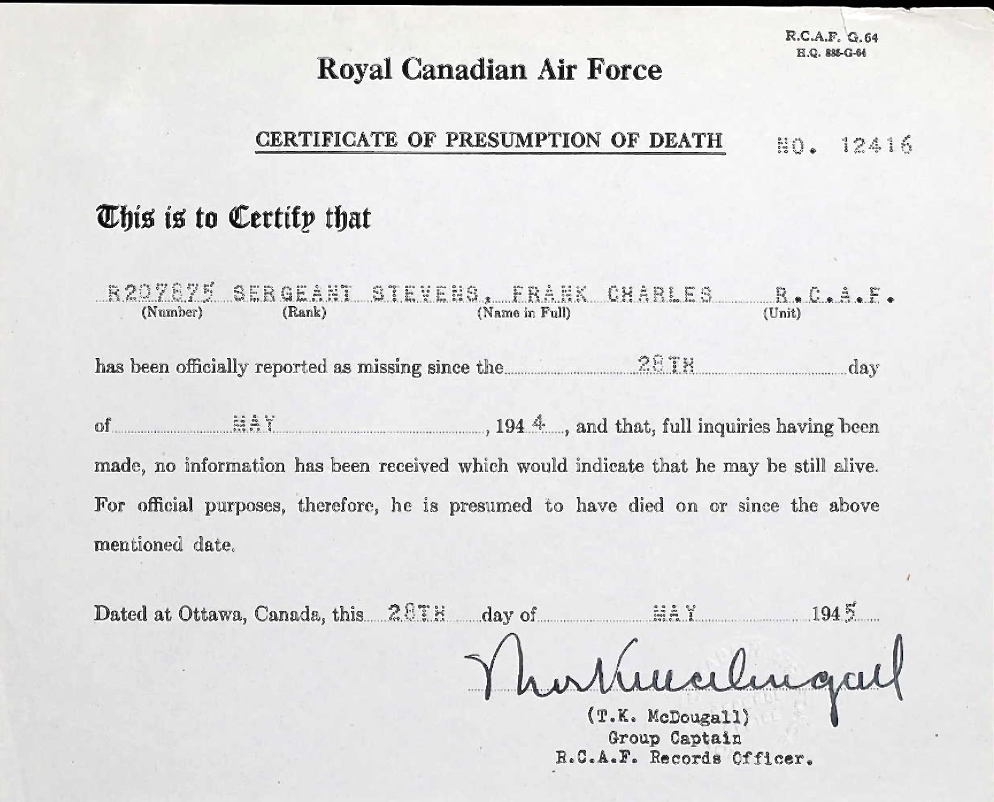 R.C.A.F. G.64
H.Q. 885-G-64
Royal Canadian Air Force
CERTIFICATE OF PRESUMPTION OF DEATH NO. 12416
This is to Certify that
R207875 SERGEANT STEVENS, FRANK CHARLES R.C.A.F.
(Number) (Rank) (Name in Full) (Unit)
has been officially reported as missing since the 28TH day
of MAY, 1944, and that, full inquiries having been
made, no information has been received which would indicate that he may be still alive.
For official purposes, therefore, he is presumed to have died on or since the above
mentioned date.
Dated at Ottawa, Canada, this 28TH day of MAY 1945
(T.K. McDougall)
Group Captain
R.C.A.F. Records Officer.